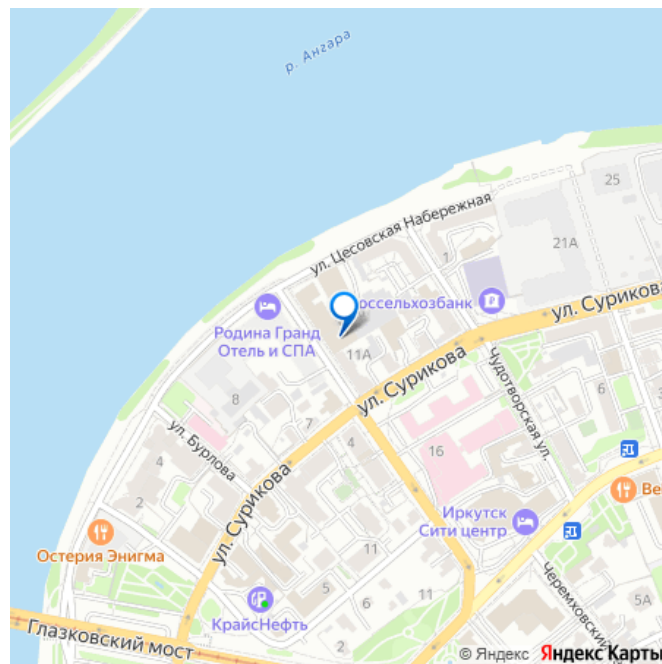 р. Ангара
25
ул. Цесовская Набережная
1
21А
оссельхозбанк
ул. Сурикова
Родина Гранд
Отель и СПА
11А
ул. Сурикова
Чудотворская ул.
8
7
6
ул. Бурлова
4
16
4
2
ул. Сурикова
Иркутск
Сити центр
Ве
Остерия Энигма
11
11
КрайсНефть
6
2
Черемховский
5А
Глазковский мост
© Яндекс Яндекс Карты